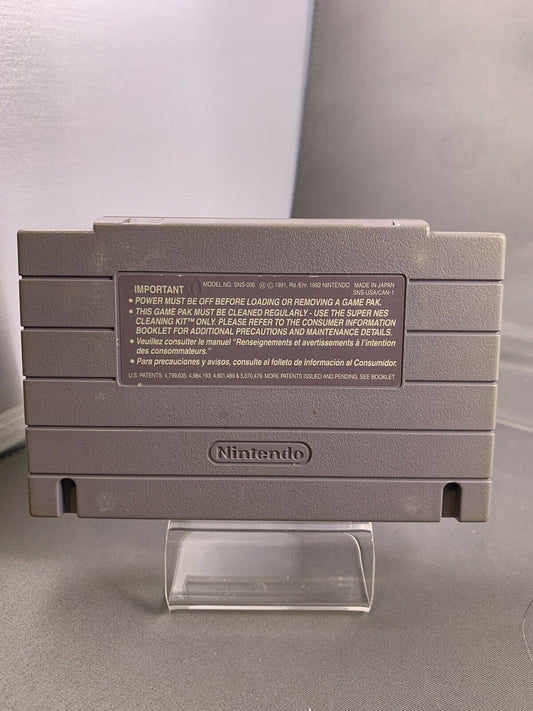 IMPORTANT MODEL NO. SNS-006 Ⓜ © 1991, Rd./Enr. 1992 NINTENDO MADE IN JAPAN
SNS-USA/CAN-1
• POWER MUST BE OFF BEFORE LOADING OR REMOVING A GAME PAK.
• THIS GAME PAK MUST BE CLEANED REGULARLY - USE THE SUPER NES
CLEANING KIT™ ONLY. PLEASE REFER TO THE CONSUMER INFORMATION
BOOKLET FOR ADDITIONAL PRECAUTIONS AND MAINTENANCE DETAILS.
• Veuillez consulter le manuel "Renseignements et avertissements à l'intention
des consommateurs."
• Para precauciones y avisos, consulte al folleto de Información al Consumidor.
U.S. PATENTS: 4,799,635; 4,984,193; 4,801,489 & 5,070,479. MORE PATENTS ISSUED AND PENDING. SEE BOOKLET.
Nintendo